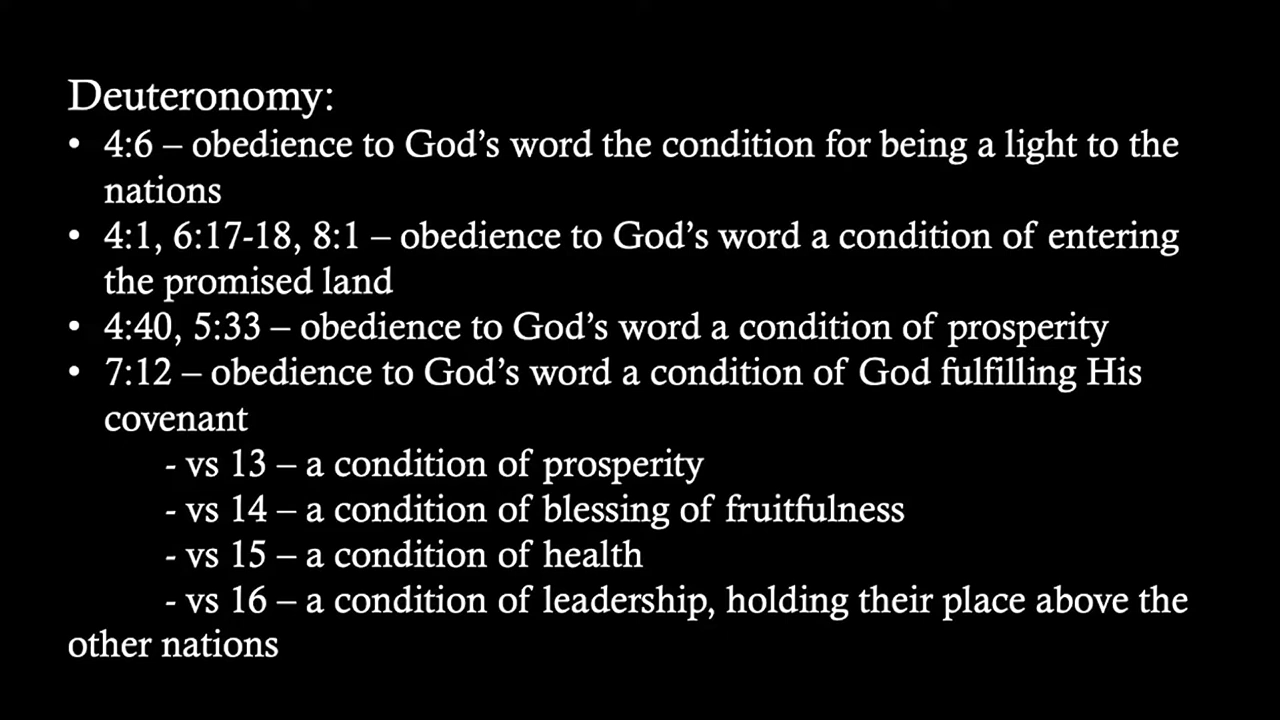 Deuteronomy:
• 4:6 – obedience to God's word the condition for being a light to the
nations
• 4:1, 6:17-18, 8:1 – obedience to God's word a condition of entering
the promised land
• 4:40, 5:33 – obedience to God's word a condition of prosperity
• 7:12 – obedience to God's word a condition of God fulfilling His
covenant
- vs 13 – a condition of prosperity
- vs 14 – a condition of blessing of fruitfulness
- vs 15 – a condition of health
- vs 16 – a condition of leadership, holding their place above the
other nations